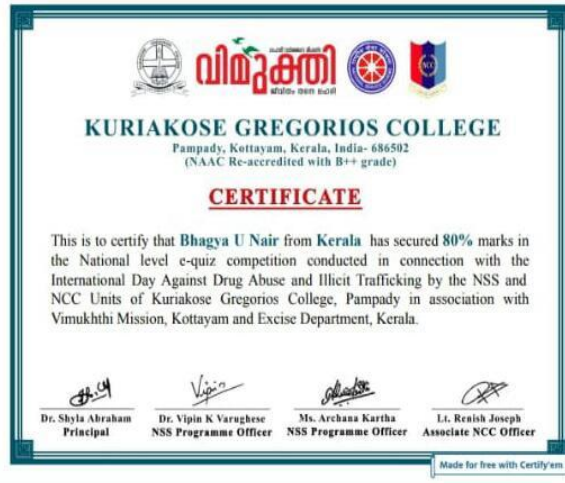 വിമുക്തി
ജീവിതം തന്നെ ലഹരി
NCC
KURIAKOSE GREGORIOS COLLEGE
Pampady, Kottayam, Kerala, India- 686502
(NAAC Re-accredited with B++ grade)
CERTIFICATE
This is to certify that Bhagya U Nair from Kerala has secured 80% marks in
the National level e-quiz competition conducted in connection with the
International Day Against Drug Abuse and Illicit Trafficking by the NSS and
NCC Units of Kuriakose Gregorios College, Pampady in association with
Vimukhthi Mission, Kottayam and Excise Department, Kerala.
Vipin
Dr. Shyla Abraham Dr. Vipin K Varughese Ms. Archana Kartha Lt. Renish Joseph
Principal NSS Programme Officer NSS Programme Officer Associate NCC Officer
Made for free with Certify'em